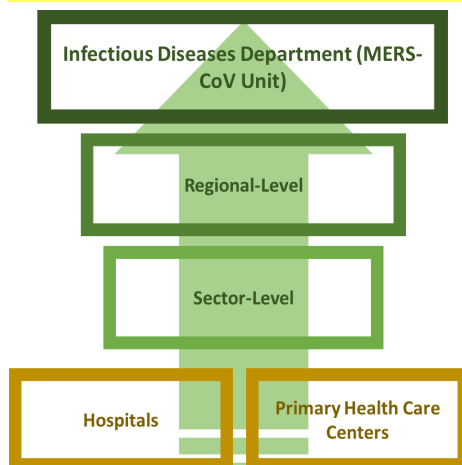 Infectious Diseases Department (MERS-
CoV Unit)
Regional-Level
Sector-Level
Hospitals
Primary Health Care
Centers